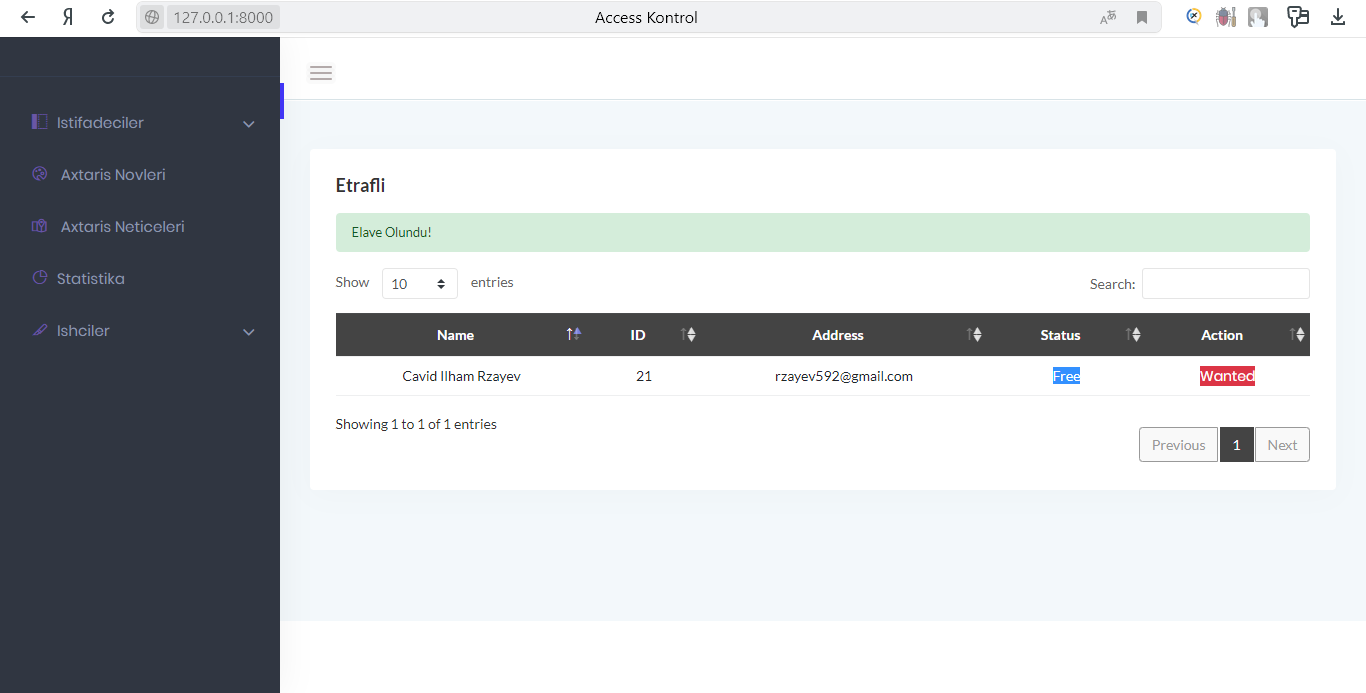 127.0.0.1:8000
Access Kontrol
Istifadeciler
Axtaris Novleri
Axtaris Neticeleri
Statistika
Ishciler
Etrafli
Elave Olundu!
Show 10 entries
Search:
Name ID Address Status Action
Cavid Ilham Rzayev 21 rzayev592@gmail.com Free Wanted
Showing 1 to 1 of 1 entries
Previous 1 Next